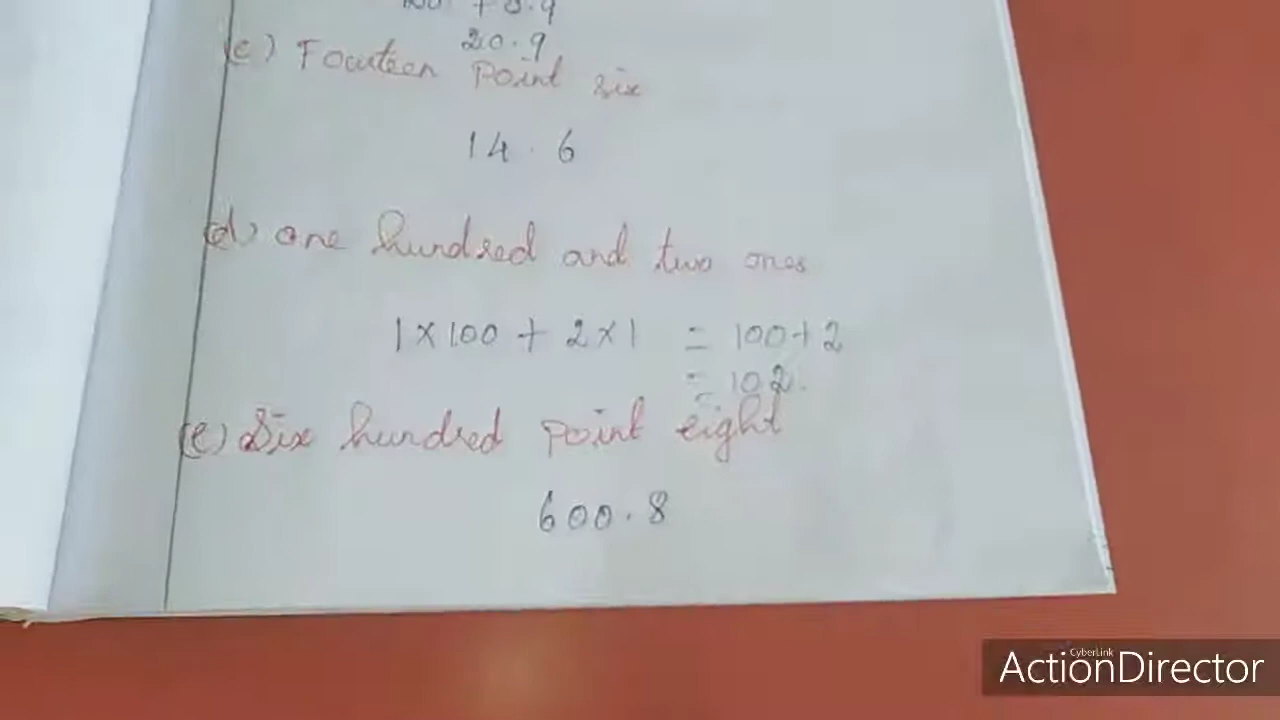 20.9
(c) Fourteen Point six
14.6
(d) One hundred and two ones
1 × 100 + 2 × 1 = 100 + 2
= 102.
(e) Six hundred point eight
600.8
CyberLink
ActionDirector